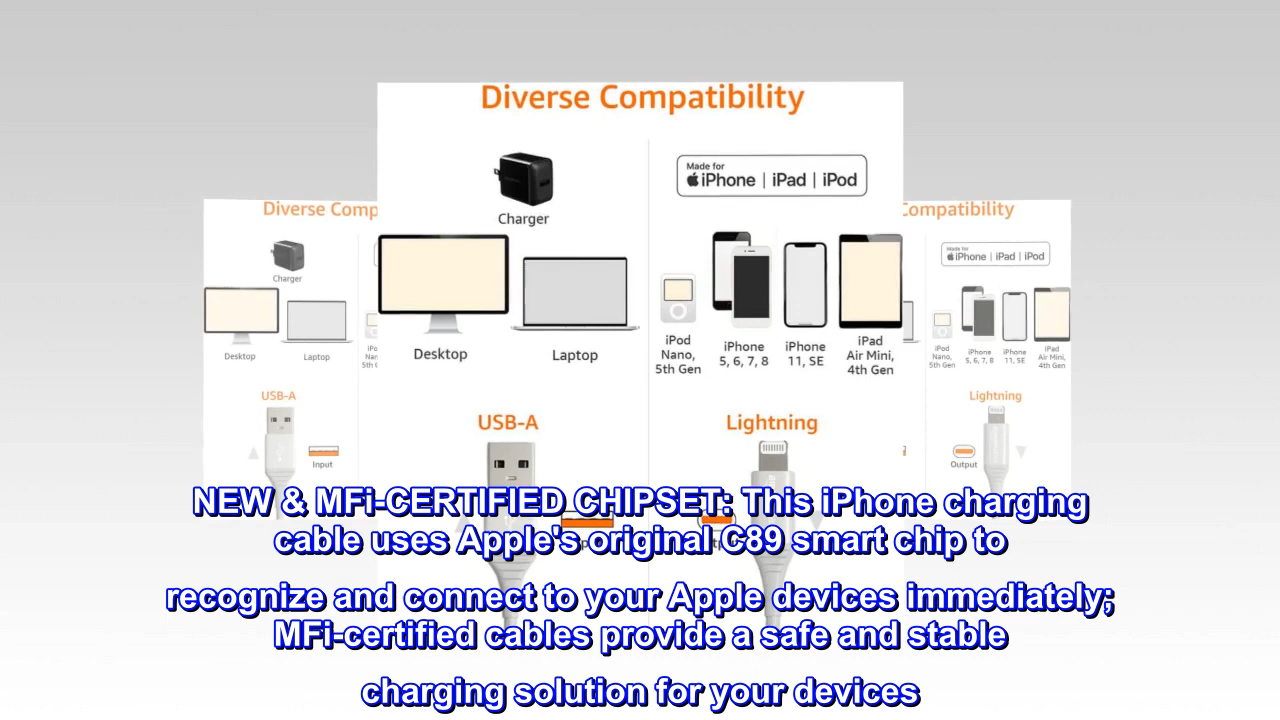 Diverse Compatibility
Charger
Made for
iPhone | iPad | iPod
Desktop
Laptop
iPod
Nano,
5th Gen
iPhone
5, 6, 7, 8
iPhone
11, SE
iPad
Air Mini,
4th Gen
USB-A
Lightning
Diverse Comp
Charger
Desktop
Laptop
iPo
Nan
5th G
USB-A
Input
Compatibility
Made for
iPhone | iPad | iPod
iPod
Nano,
5th Gen
iPhone
5, 6, 7, 8
iPhone
11, SE
iPad
Air Mini,
4th Gen
Lightning
Output
NEW & MFi-CERTIFIED CHIPSET: This iPhone charging
cable uses Apple's original C89 smart chip to
recognize and connect to your Apple devices immediately;
MFi-certified cables provide a safe and stable
charging solution for your devices